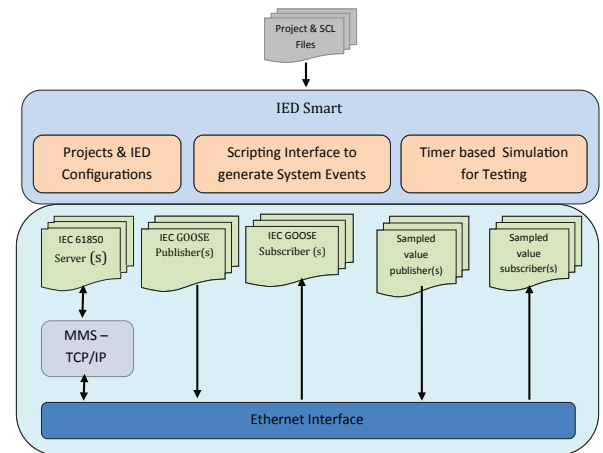 Project & SCL
Files
IED Smart
Projects & IED
Configurations
Scripting Interface to
generate System Events
Timer based Simulation
for Testing
IEC 61850
Server (s)
IEC GOOSE
Publisher(s)
IEC GOOSE
Subscriber (s)
Sampled
value
publisher(s)
Sampled
value
subscriber(s)
MMS –
TCP/IP
Ethernet Interface